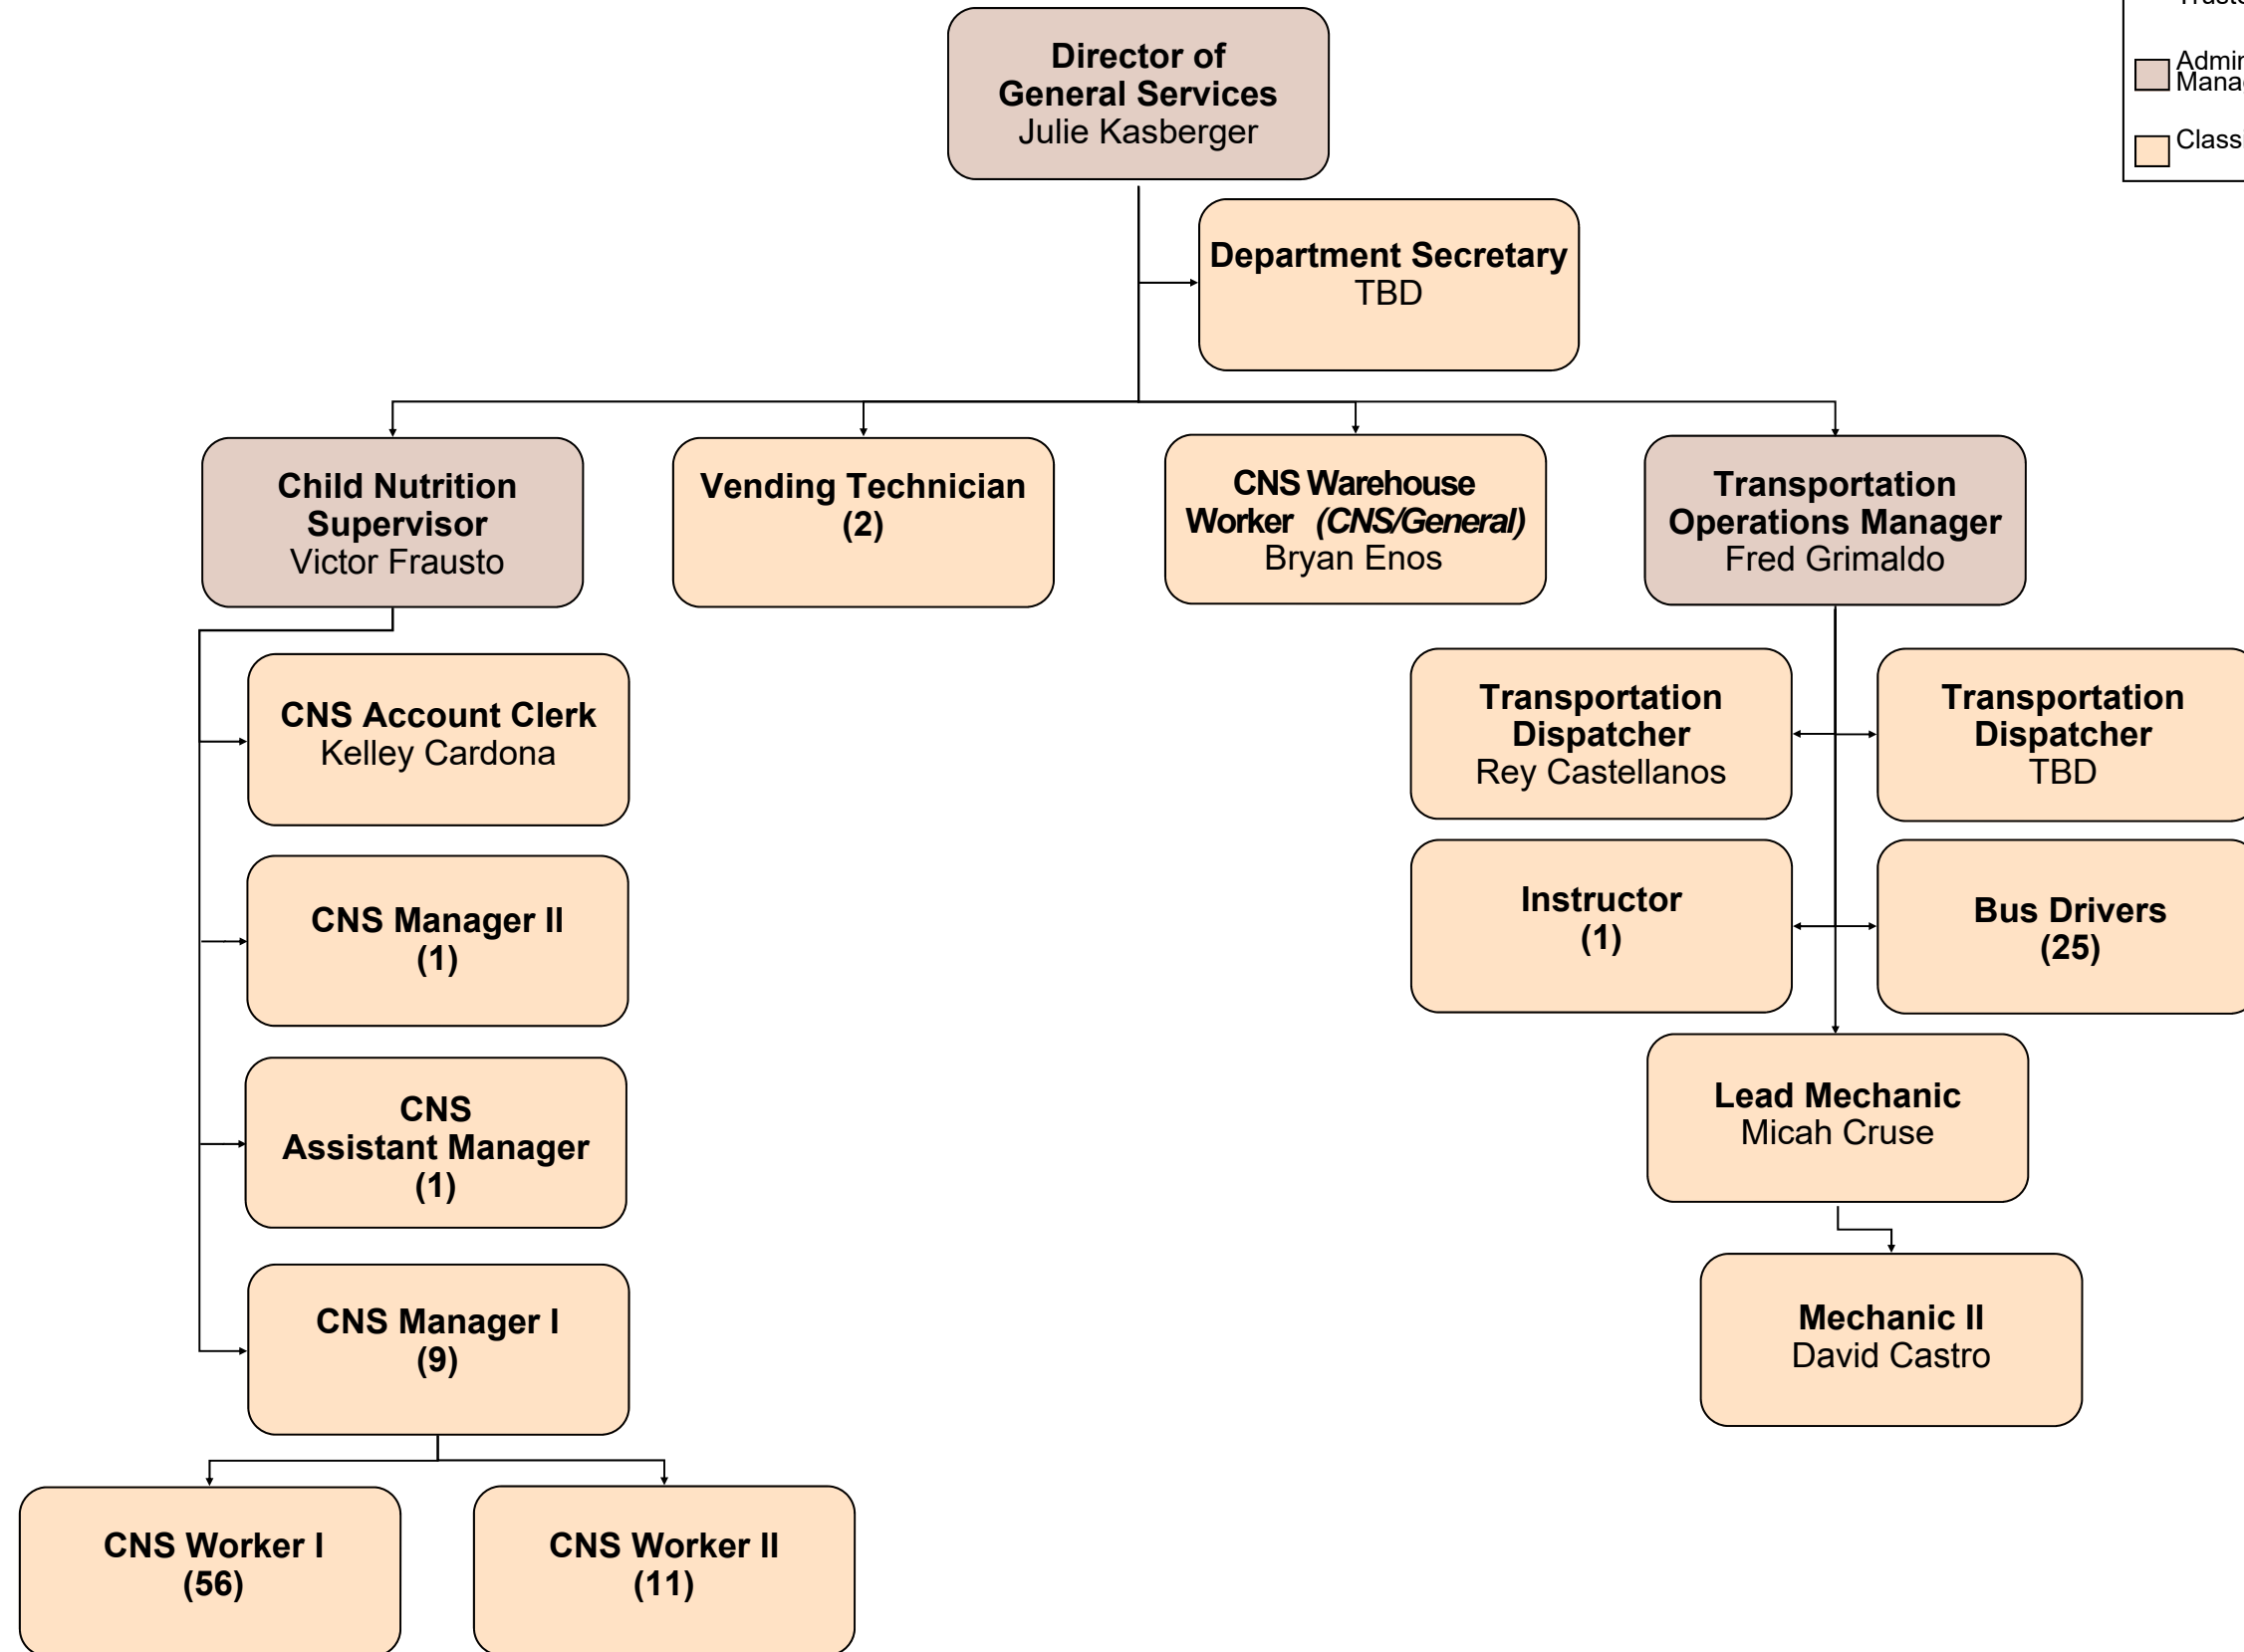 Director of
General Services
Julie Kasberger
Department Secretary
TBD
Child Nutrition
Supervisor
Victor Frausto
Vending Technician
(2)
CNS Warehouse
Worker (CNS/General)
Bryan Enos
Transportation
Operations Manager
Fred Grimaldo
CNS Account Clerk
Kelley Cardona
CNS Manager II
(1)
CNS
Assistant Manager
(1)
CNS Manager I
(9)
CNS Worker I
(56)
CNS Worker II
(11)
Transportation
Dispatcher
Rey Castellanos
Transportation
Dispatcher
TBD
Instructor
(1)
Bus Drivers
(25)
Lead Mechanic
Micah Cruse
Mechanic II
David Castro